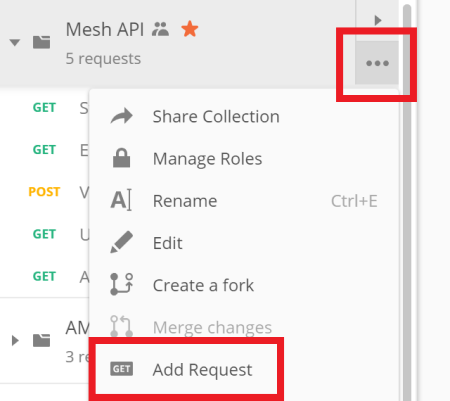 Mesh API
5 requests
GET
Share Collection
GET
Manage Roles
POST
Rename Ctrl+E
GET
Edit
GET
Create a fork
Merge changes
3 re
GET Add Request